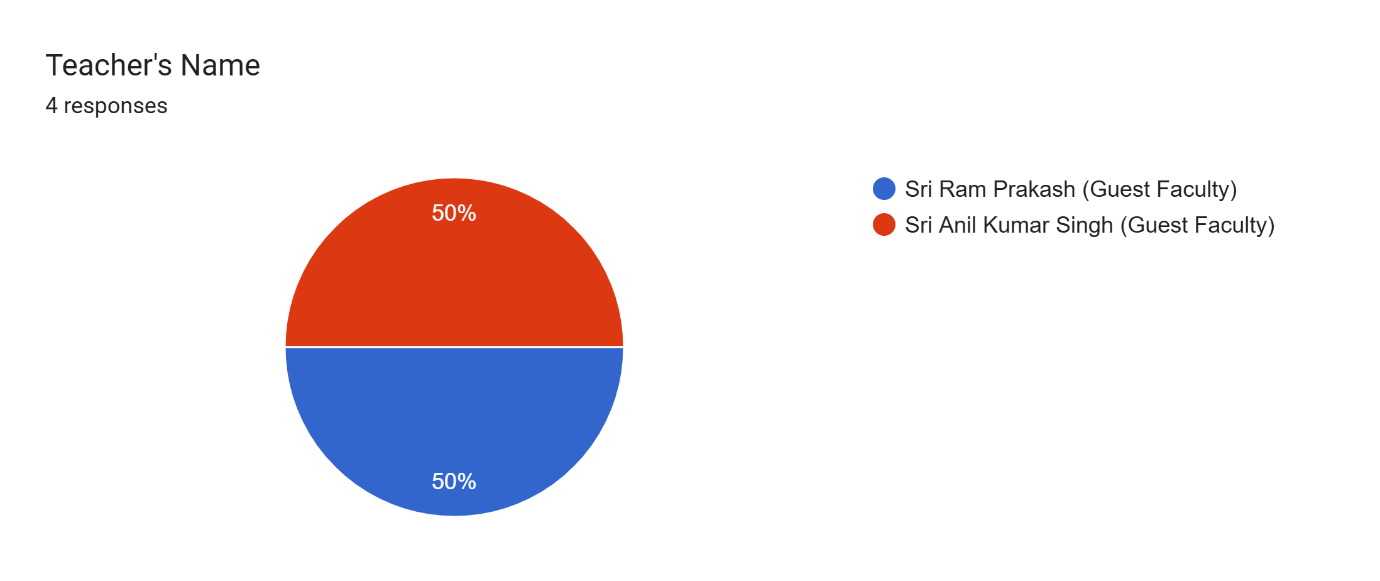 Teacher's Name
4 responses
50%
50%
Sri Ram Prakash (Guest Faculty)
Sri Anil Kumar Singh (Guest Faculty)